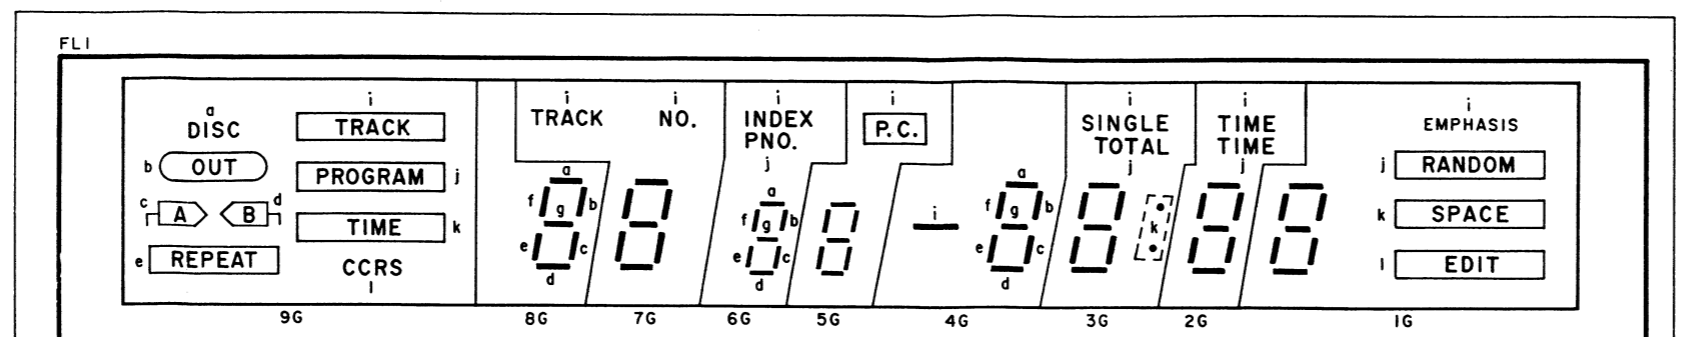 FL1
a
DISC
b OUT
c A B d
e REPEAT
i
TRACK
PROGRAM j
TIME k
CCRS
l
i i
TRACK NO.
a
f g b
e c
d
i
INDEX
PNO.
j
a
f g b
e c
d
i
P.C.
i
a
f g b
e c
d
i i
SINGLE TIME
TOTAL TIME
j j
k
i
EMPHASIS
j RANDOM
k SPACE
l EDIT
9G 8G 7G 6G 5G 4G 3G 2G 1G